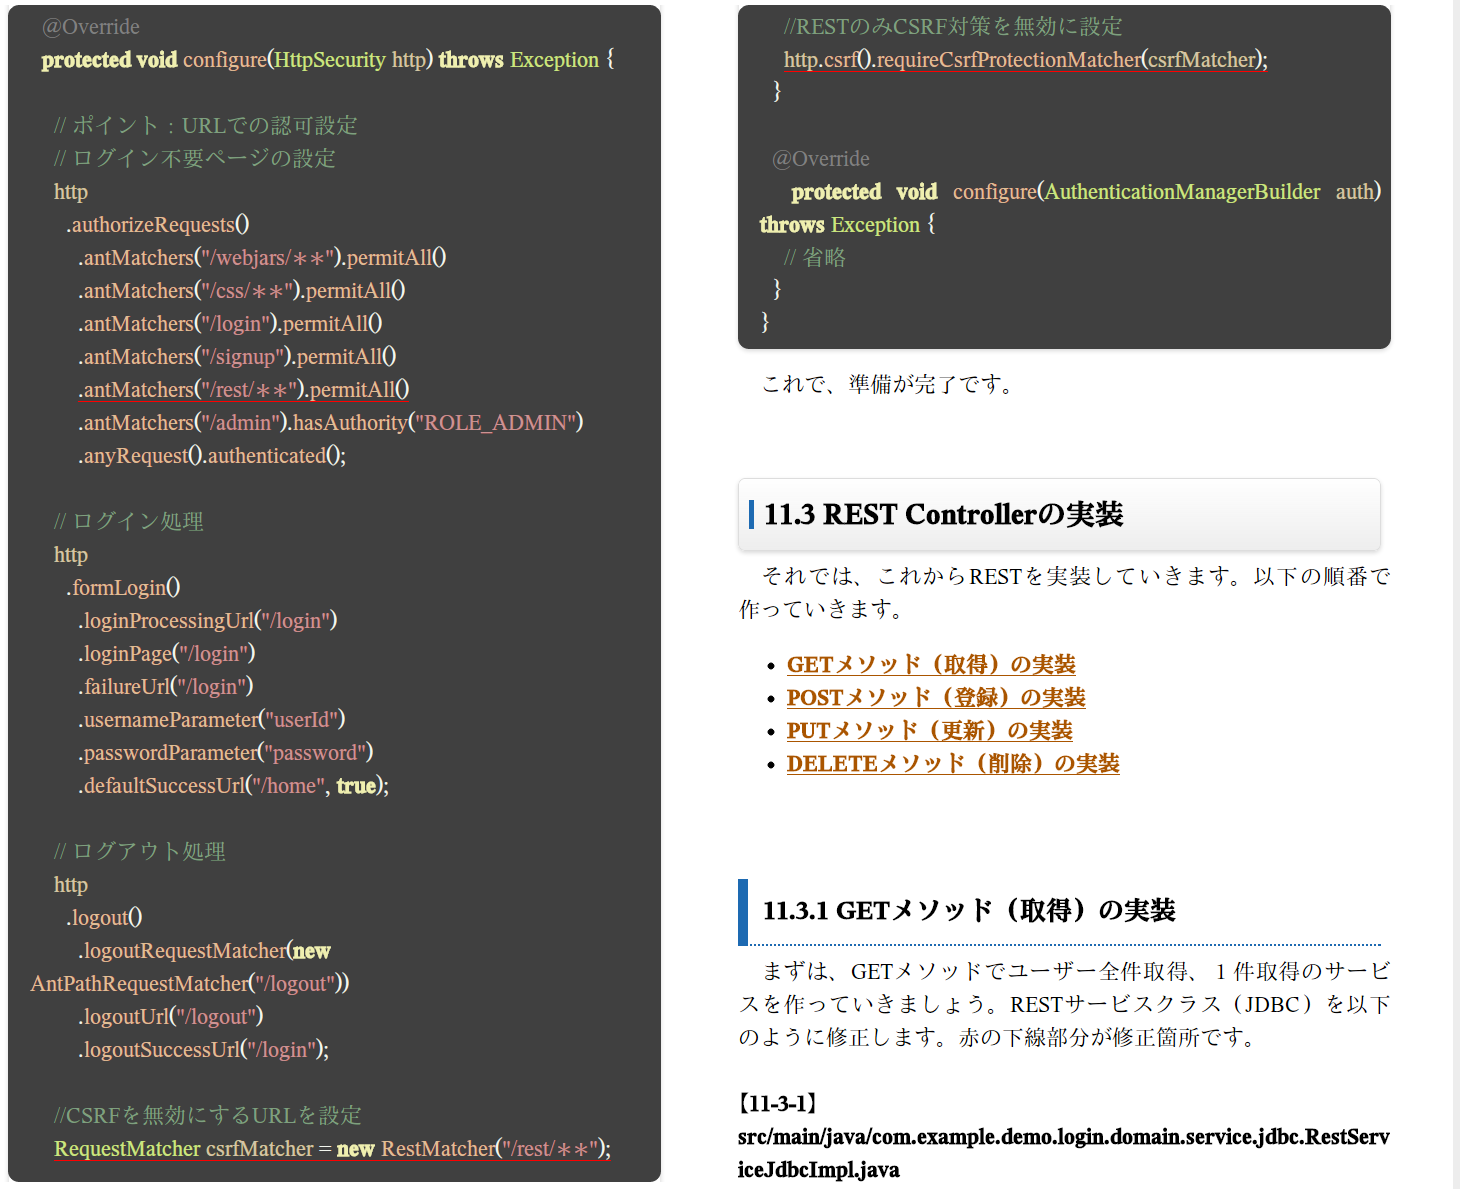 @Override
protected void configure(HttpSecurity http) throws Exception {
// ポイント：URLでの認可設定
// ログイン不要ページの設定
http
.authorizeRequests()
.antMatchers("/webjars/**").permitAll()
.antMatchers("/css/**").permitAll()
.antMatchers("/login").permitAll()
.antMatchers("/signup").permitAll()
.antMatchers("/rest/**").permitAll()
.antMatchers("/admin").hasAuthority("ROLE_ADMIN")
.anyRequest().authenticated();
// ログイン処理
http
.formLogin()
.loginProcessingUrl("/login")
.loginPage("/login")
.failureUrl("/login")
.usernameParameter("userId")
.passwordParameter("password")
.defaultSuccessUrl("/home", true);
// ログアウト処理
http
.logout()
.logoutRequestMatcher(new
AntPathRequestMatcher("/logout"))
.logoutUrl("/logout")
.logoutSuccessUrl("/login");
//CSRFを無効にするURLを設定
RequestMatcher csrfMatcher = new RestMatcher("/rest/**");
//RESTのみCSRF対策を無効に設定
http.csrf().requireCsrfProtectionMatcher(csrfMatcher);
}
@Override
protected void configure(AuthenticationManagerBuilder auth)
throws Exception {
// 省略
}
}
これで、準備が完了です。
11.3 REST Controllerの実装
それでは、これからRESTを実装していきます。以下の順番で
作っていきます。
• GETメソッド（取得）の実装
• POSTメソッド（登録）の実装
• PUTメソッド（更新）の実装
• DELETEメソッド（削除）の実装
11.3.1 GETメソッド（取得）の実装
まずは、GETメソッドでユーザー全件取得、１件取得のサービ
スを作っていきましょう。RESTサービスクラス（JDBC）を以下
のように修正します。赤の下線部分が修正箇所です。
【11-3-1】
src/main/java/com.example.demo.login.domain.service.jdbc.RestServ
iceJdbcImpl.java